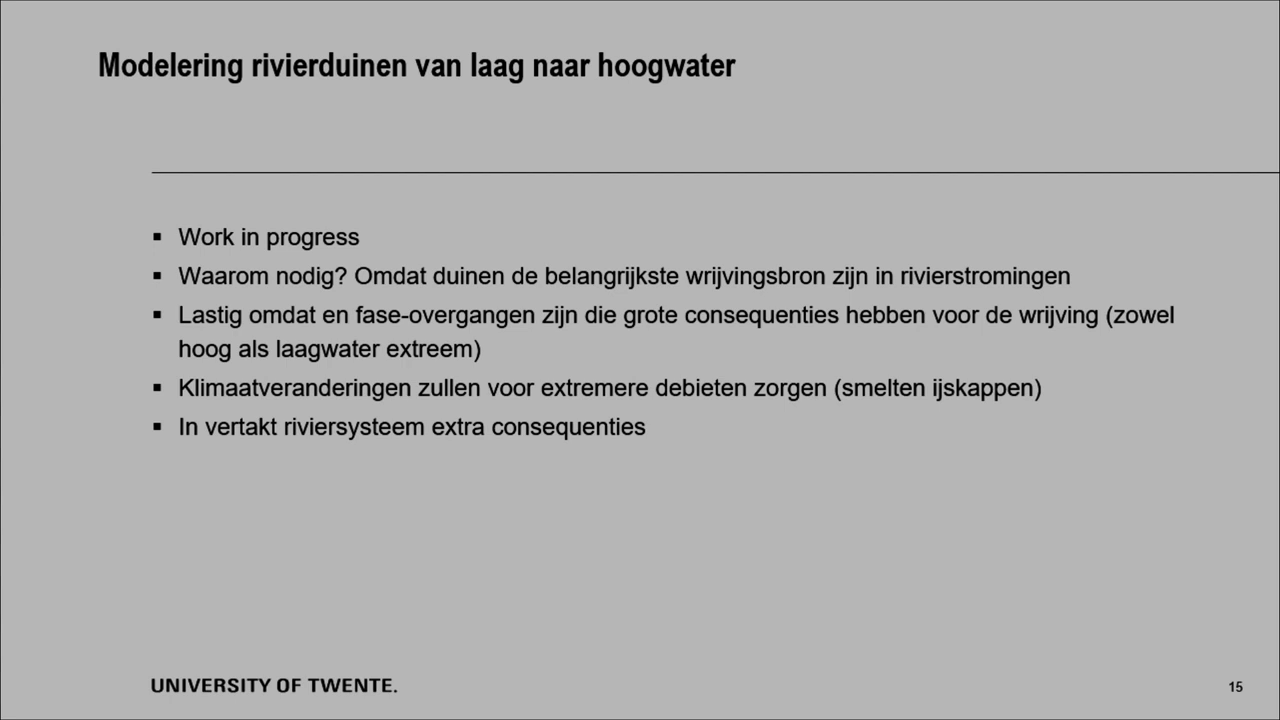 Modelering rivierduinen van laag naar hoogwater
▪ Work in progress
▪ Waarom nodig? Omdat duinen de belangrijkste wrijvingsbron zijn in rivierstromingen
▪ Lastig omdat en fase-overgangen zijn die grote consequenties hebben voor de wrijving (zowel
hoog als laagwater extreem)
▪ Klimaatveranderingen zullen voor extremere debieten zorgen (smelten ijskappen)
▪ In vertakt riviersysteem extra consequenties
UNIVERSITY OF TWENTE.
15